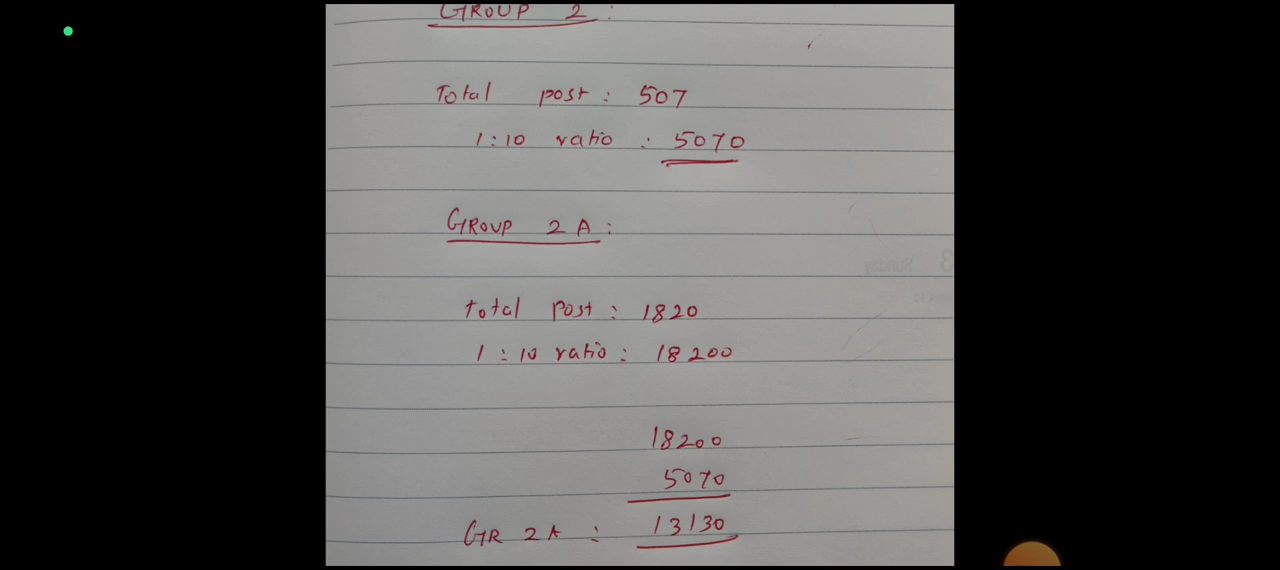 GROUP 2 :
Total post : 507
1:10 ratio : 5070
GROUP 2 A :
Total post : 1820
1 : 10 ratio : 18200
18200
5070
GR 2A : 13130